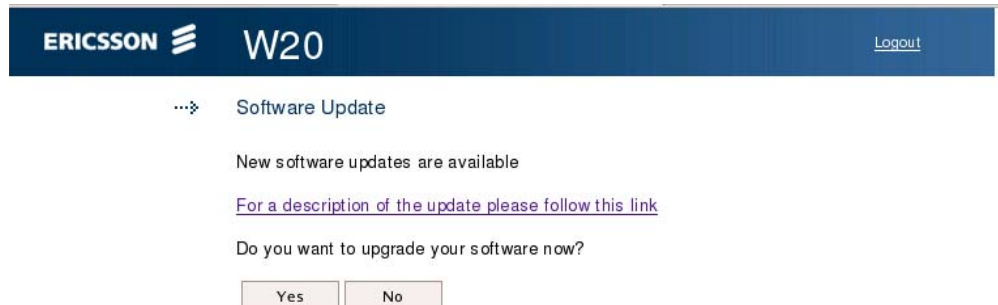 ERICSSON W20 Logout
Software Update
New software updates are available
For a description of the update please follow this link
Do you want to upgrade your software now?
Yes No